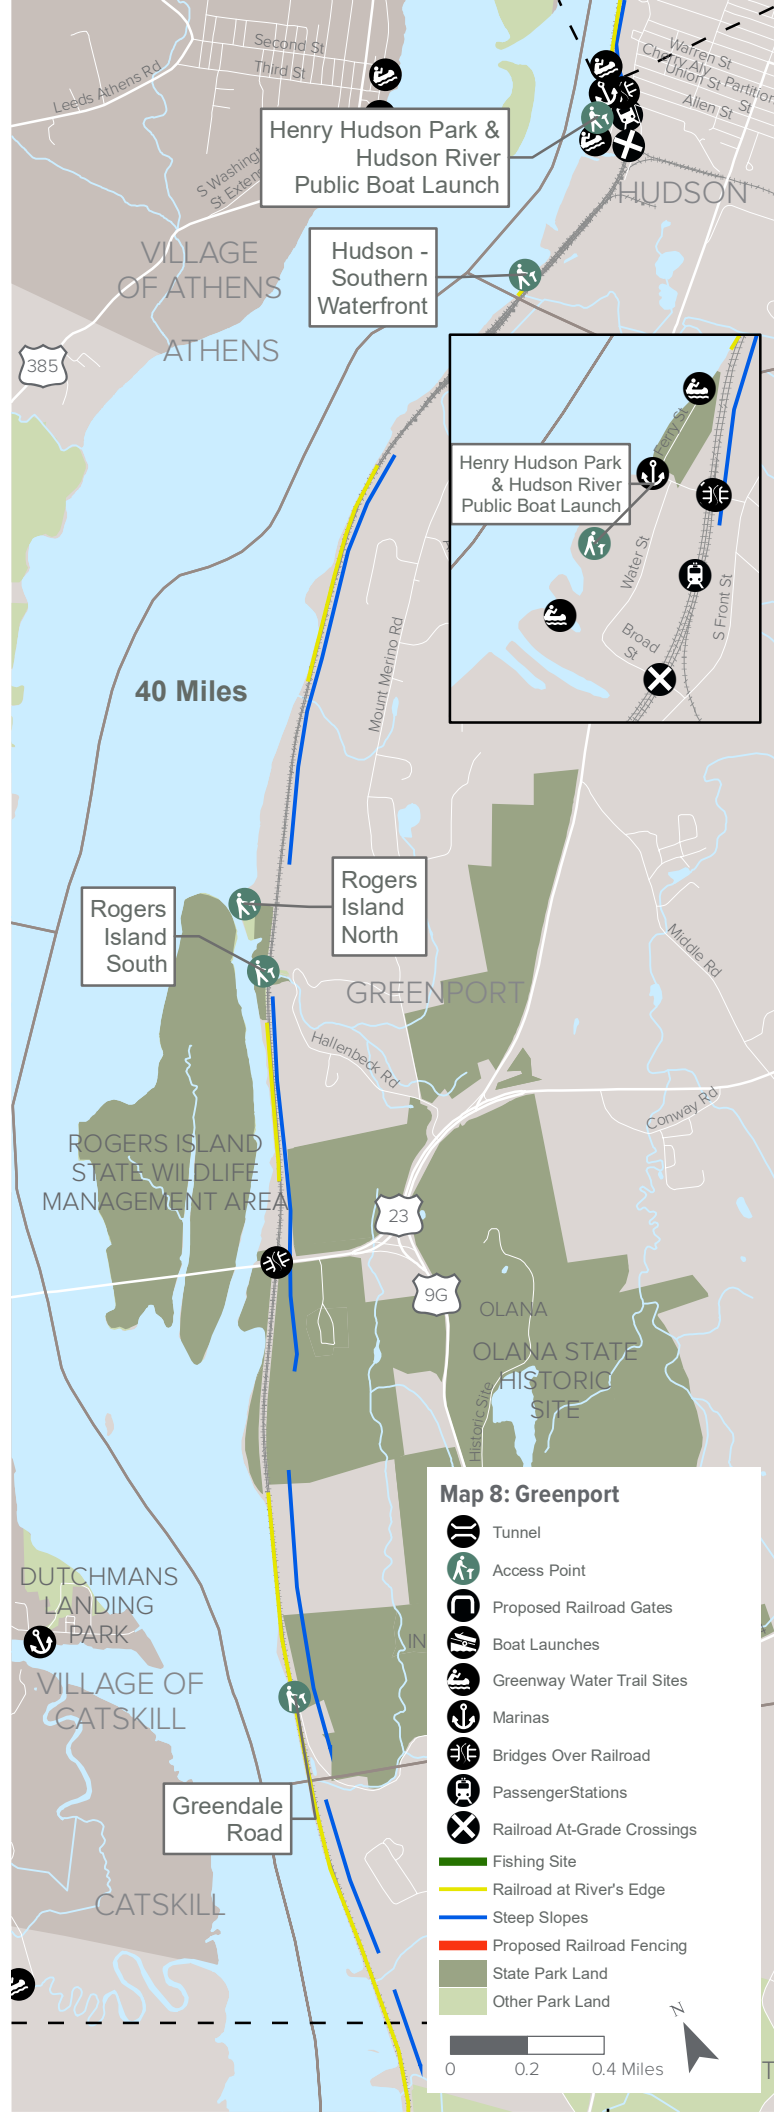 Second St
Third St
Leeds Athens Rd
Warren St
Cherry Aly
Union St
Partition
St
Allen St
Henry Hudson Park &
Hudson River
Public Boat Launch
S Washingt
St Exten
HUDSON
VILLAGE
OF ATHENS
Hudson -
Southern
Waterfront
ATHENS
385
Ferry St
Henry Hudson Park
& Hudson River
Public Boat Launch
Water St
S Front St
Broad
St
Mount Merino Rd
40 Miles
Rogers
Island
North
Rogers
Island
South
Middle Rd
GREENPORT
Hallenbeck Rd
Conway Rd
ROGERS ISLAND
STATE WILDLIFE
MANAGEMENT AREA
23
9G
OLANA
OLANA STATE
HISTORIC
SITE
Historic Site
DUTCHMANS
LANDING
PARK
IN
VILLAGE OF
CATSKILL
Greendale
Road
CATSKILL
Map 8: Greenport
Tunnel
Access Point
Proposed Railroad Gates
Boat Launches
Greenway Water Trail Sites
Marinas
Bridges Over Railroad
PassengerStations
Railroad At-Grade Crossings
Fishing Site
Railroad at River's Edge
Steep Slopes
Proposed Railroad Fencing
State Park Land
Other Park Land
N
0 0.2 0.4 Miles
T